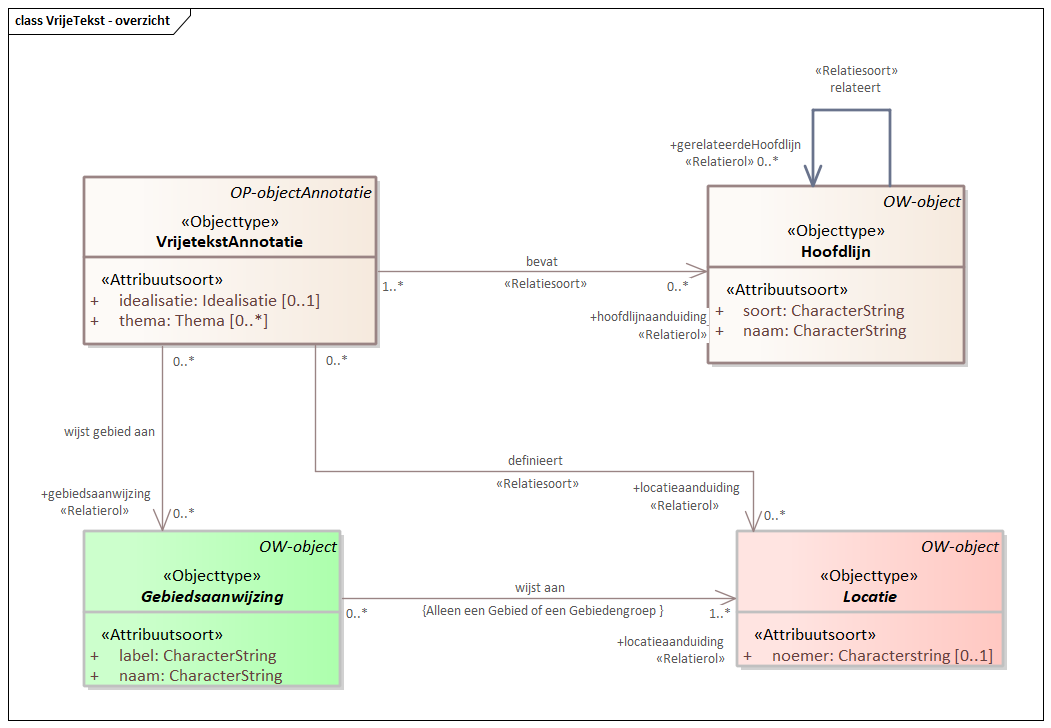 class VrijeTekst - overzicht
«Relatiesoort»
relateert
+gerelateerdeHoofdlijn
«Relatierol» 0..*
OP-objectAnnotatie
«Objecttype»
VrijetekstAnnotatie
«Attribuutsoort»
+ idealisatie: Idealisatie [0..1]
+ thema: Thema [0..*]
OW-object
«Objecttype»
Hoofdlijn
«Attribuutsoort»
+ soort: CharacterString
+ naam: CharacterString
bevat
1..*
«Relatiesoort»
0..*
+hoofdlijnaanduiding
«Relatierol»
0..*
0..*
wijst gebied aan
definieert
«Relatiesoort»
+gebiedsaanwijzing
«Relatierol»
0..*
+locatieaanduiding
«Relatierol»
0..*
OW-object
«Objecttype»
Gebiedsaanwijzing
«Attribuutsoort»
+ label: CharacterString
+ naam: CharacterString
wijst aan
0..*
{Alleen een Gebied of een Gebiedengroep }
1..*
+locatieaanduiding
«Relatierol»
OW-object
«Objecttype»
Locatie
«Attribuutsoort»
+ noemer: Characterstring [0..1]